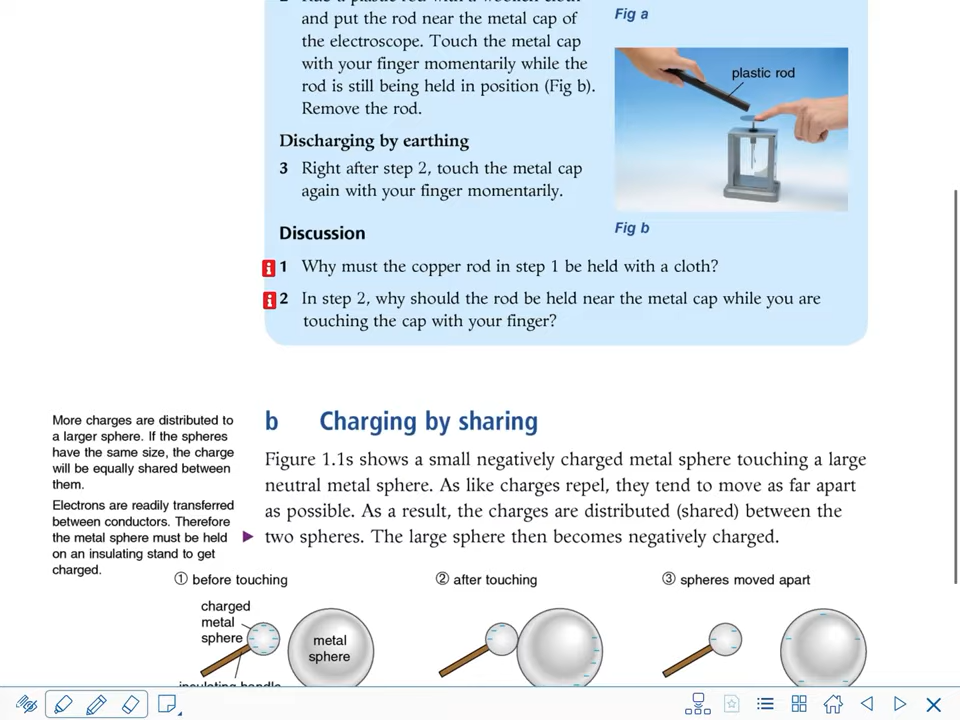 and put the rod near the metal cap of
the electroscope. Touch the metal cap
with your finger momentarily while the
rod is still being held in position (Fig b).
Remove the rod.
Discharging by earthing
3 Right after step 2, touch the metal cap
again with your finger momentarily.
Fig a
plastic rod
Fig b
Discussion
1 Why must the copper rod in step 1 be held with a cloth?
2 In step 2, why should the rod be held near the metal cap while you are
touching the cap with your finger?
More charges are distributed to
a larger sphere. If the spheres
have the same size, the charge
will be equally shared between
them.
Electrons are readily transferred
between conductors. Therefore
the metal sphere must be held
on an insulating stand to get
charged.
b Charging by sharing
Figure 1.1s shows a small negatively charged metal sphere touching a large
neutral metal sphere. As like charges repel, they tend to move as far apart
as possible. As a result, the charges are distributed (shared) between the
two spheres. The large sphere then becomes negatively charged.
① before touching
② after touching
③ spheres moved apart
charged
metal
sphere
metal
sphere
insulating handle